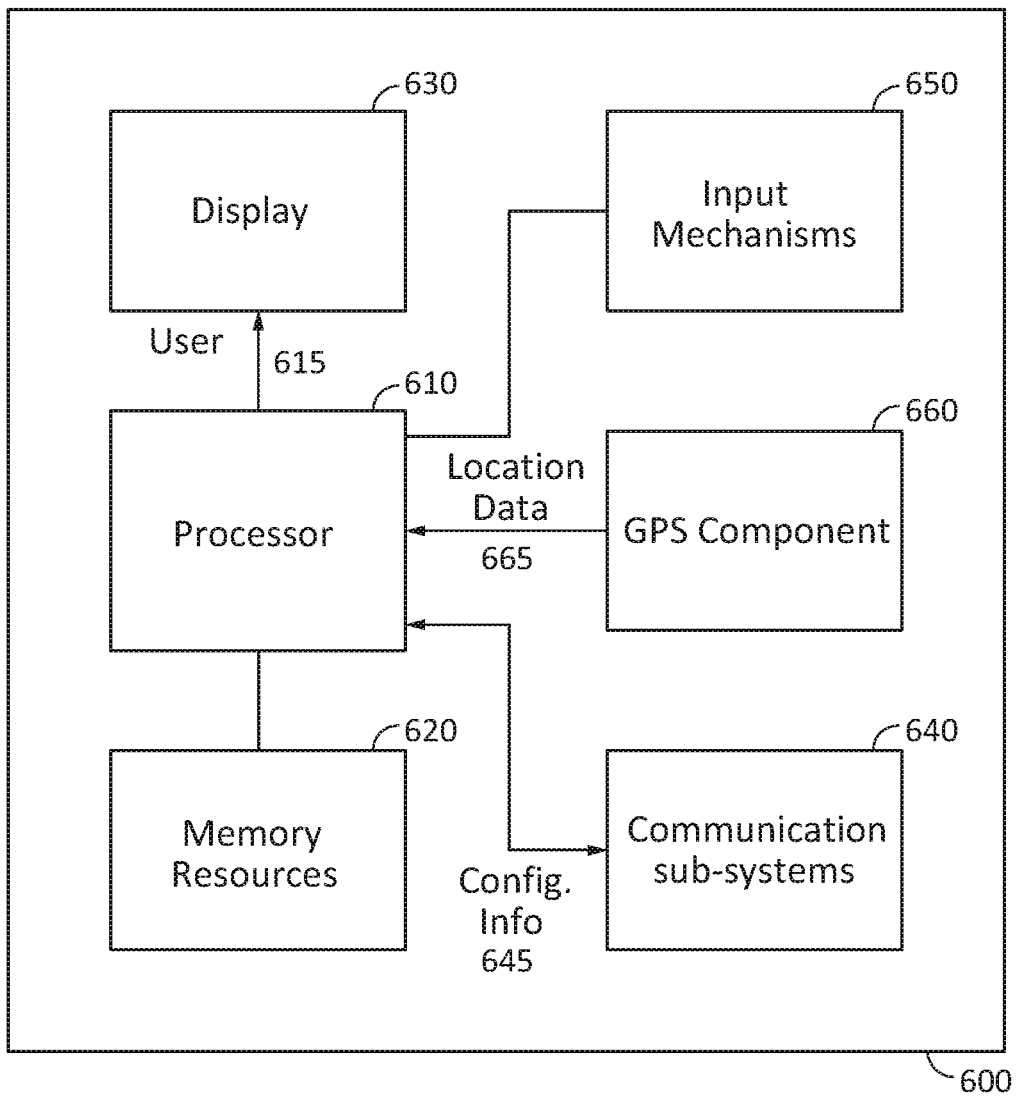 630
650
Display
Input
Mechanisms
User
615
610
660
Location
Data
665
Processor
GPS Component
620
640
Memory
Resources
Communication
sub-systems
Config.
Info
645
600